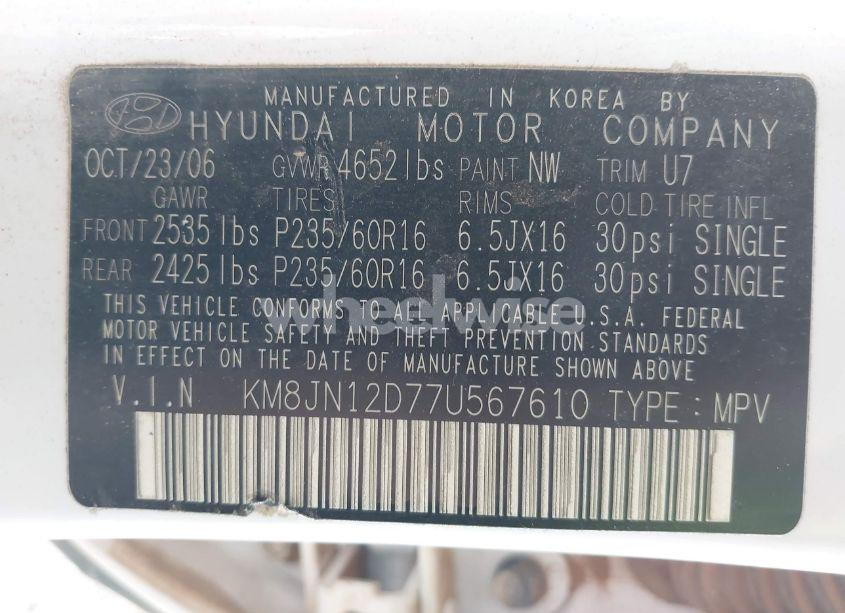 MANUFACTURED IN KOREA BY
HYUNDAI MOTOR COMPANY
OCT/23/06 GVWR 4652 lbs PAINT NW TRIM U7
GAWR TIRES RIMS COLD TIRE INFL
FRONT 2535 lbs P235/60R16 6.5JX16 30psi SINGLE
REAR 2425 lbs P235/60R16 6.5JX16 30psi SINGLE
THIS VEHICLE CONFORMS TO ALL APPLICABLE U.S.A. FEDERAL
MOTOR VEHICLE SAFETY AND THEFT PREVENTION STANDARDS
IN EFFECT ON THE DATE OF MANUFACTURE SHOWN ABOVE
V.I.N KM8JN12D77U567610 TYPE : MPV
wheelwise